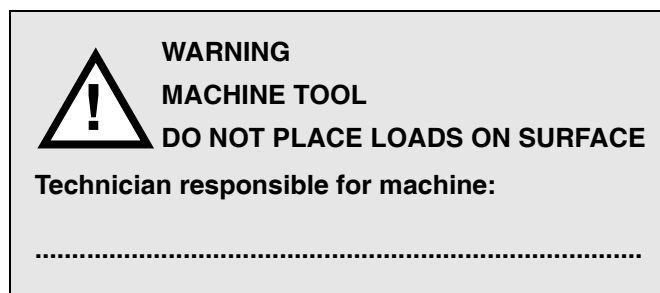 WARNING
MACHINE TOOL
DO NOT PLACE LOADS ON SURFACE
Technician responsible for machine:
................................................................................